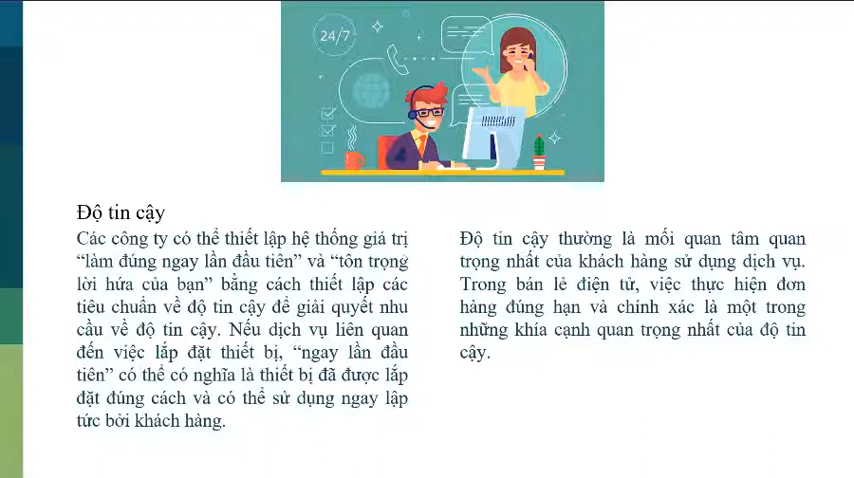 24/7
Độ tin cậy
Các công ty có thể thiết lập hệ thống giá trị
“làm đúng ngay lần đầu tiên” và “tôn trọng
lời hứa của bạn” bằng cách thiết lập các
tiêu chuẩn về độ tin cậy để giải quyết nhu
cầu về độ tin cậy. Nếu dịch vụ liên quan
đến việc lắp đặt thiết bị, “ngay lần đầu
tiên” có thể có nghĩa là thiết bị đã được lắp
đặt đúng cách và có thể sử dụng ngay lập
tức bởi khách hàng.
Độ tin cậy thường là mối quan tâm quan
trọng nhất của khách hàng sử dụng dịch vụ.
Trong bán lẻ điện tử, việc thực hiện đơn
hàng đúng hạn và chính xác là một trong
những khía cạnh quan trọng nhất của độ tin
cậy.